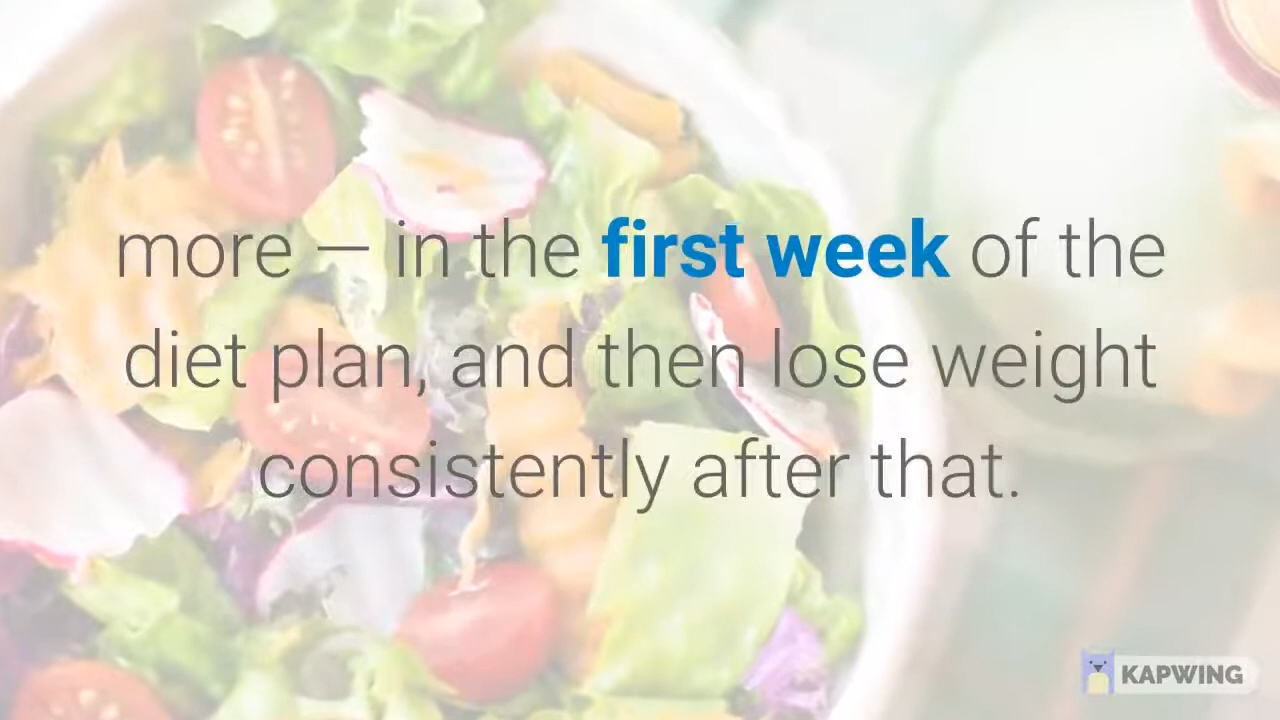 more — in the first week of the
diet plan, and then lose weight
consistently after that.
KAPWING